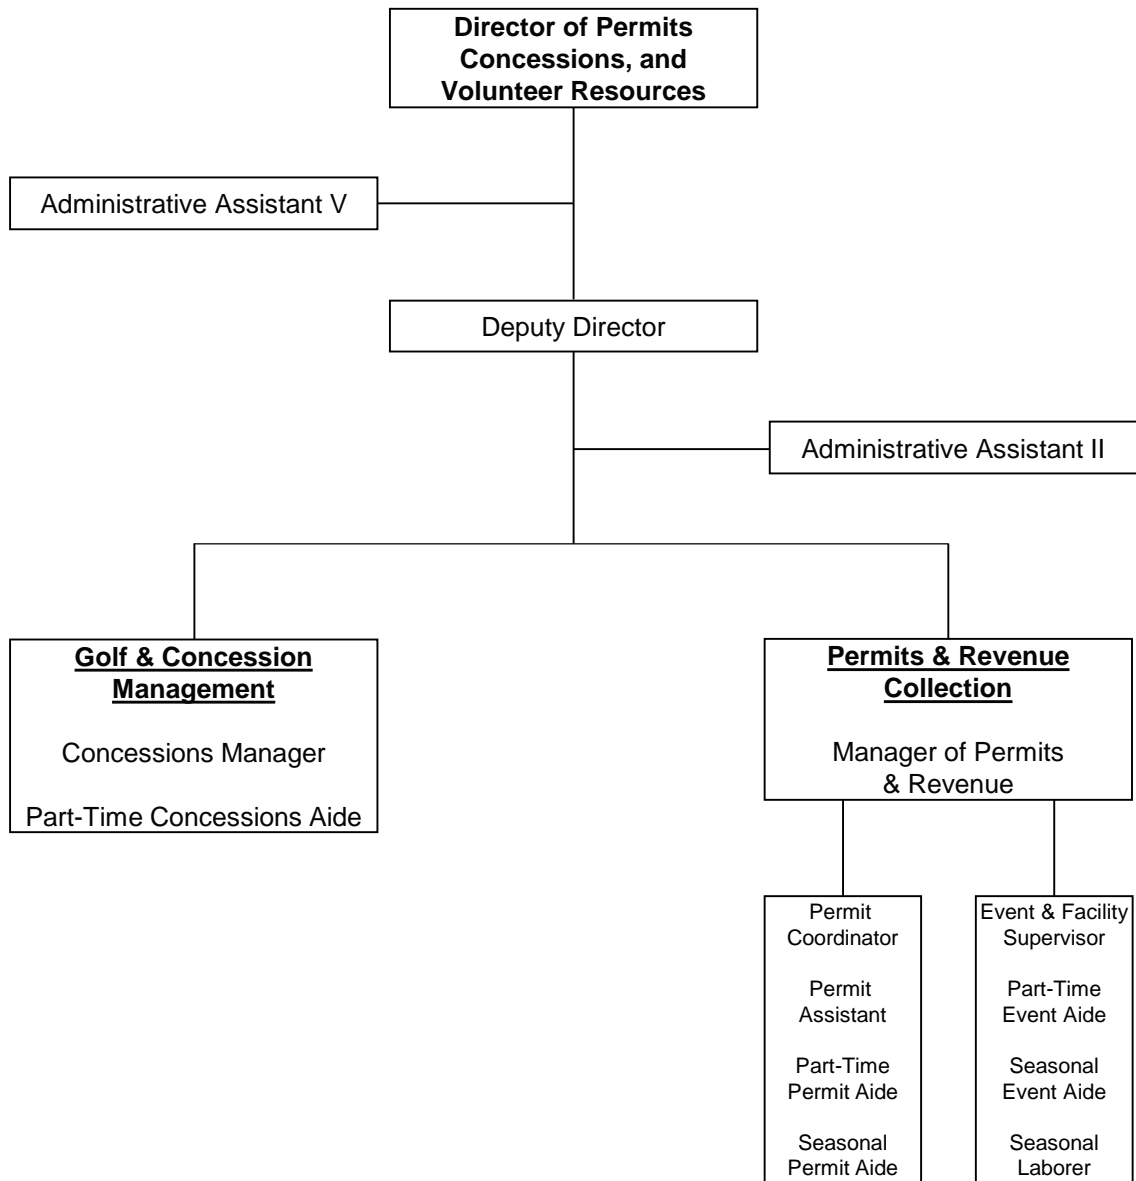 Director of Permits
Concessions, and
Volunteer Resources
Administrative Assistant V
Deputy Director
Administrative Assistant II
Golf & Concession
Management
Concessions Manager
Part-Time Concessions Aide
Permits & Revenue
Collection
Manager of Permits
& Revenue
Permit
Coordinator
Permit
Assistant
Part-Time
Permit Aide
Seasonal
Permit Aide
Event & Facility
Supervisor
Part-Time
Event Aide
Seasonal
Event Aide
Seasonal
Laborer